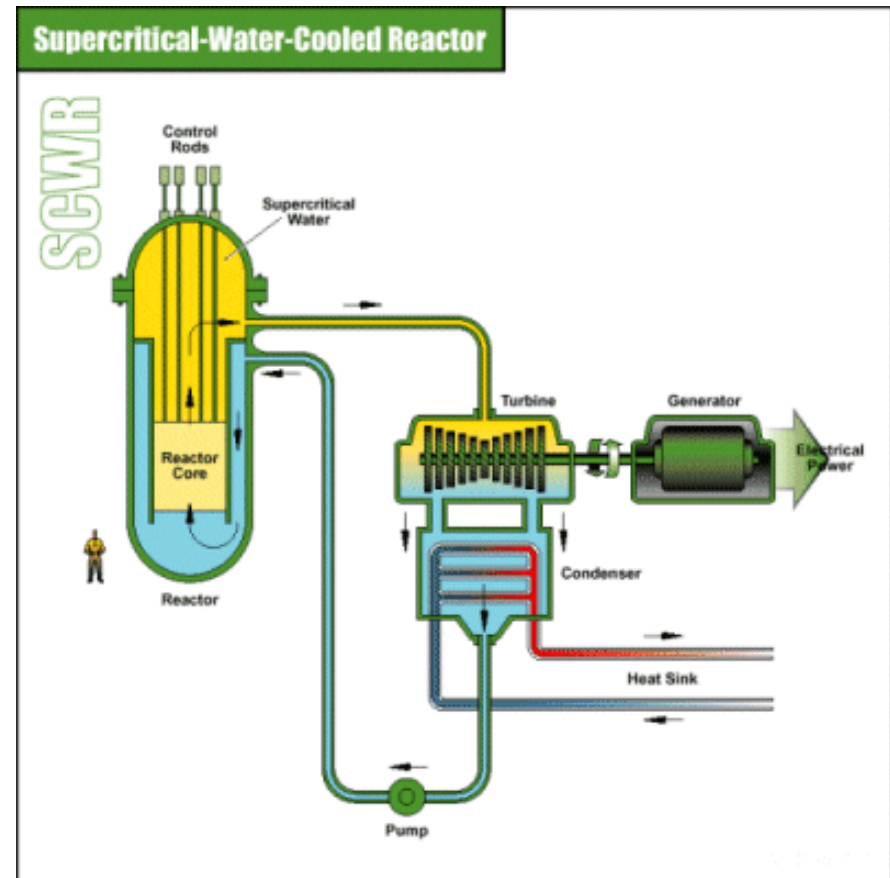 Supercritical-Water-Cooled Reactor
SCWR
Control
Rods
Supercritical
Water
Turbine
Generator
Electrical
Power
Reactor
Core
Condenser
Reactor
Heat Sink
Pump